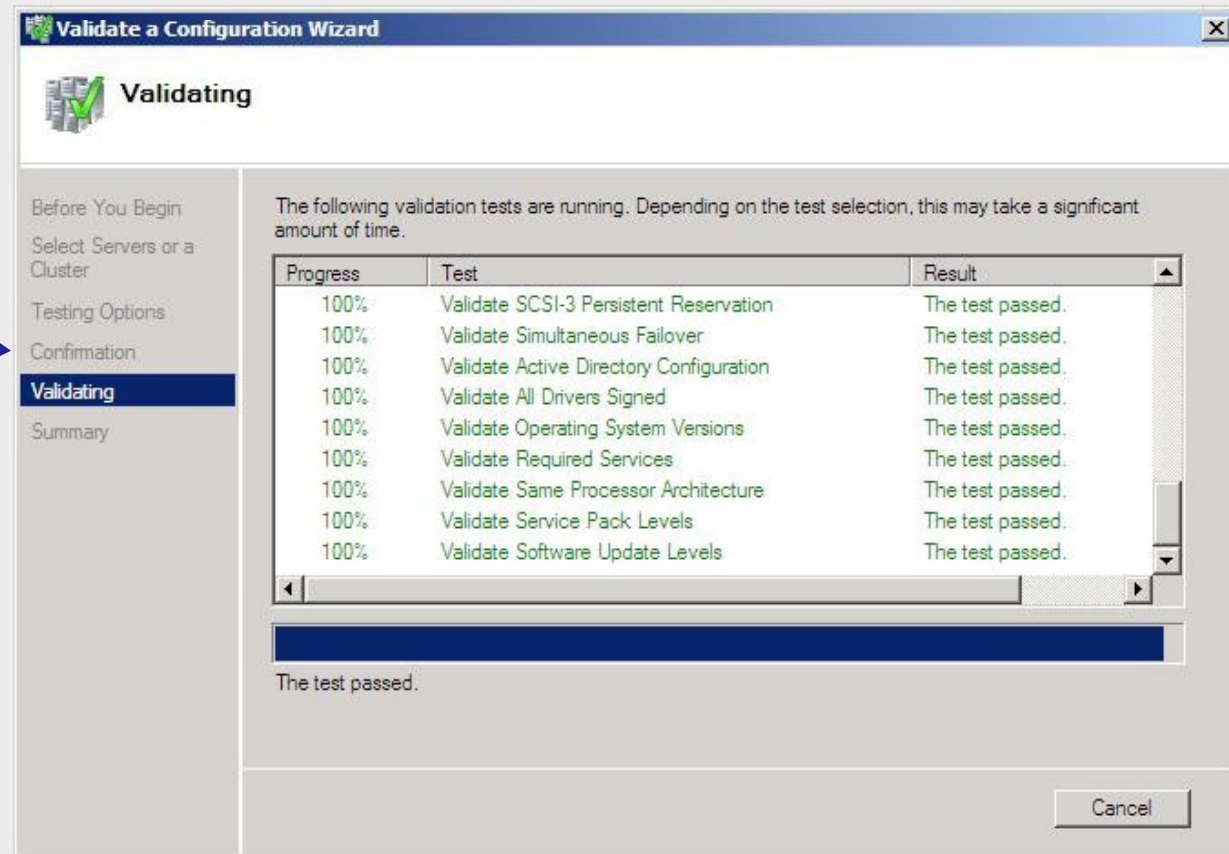 Validate a Configuration Wizard
Validating
Before You Begin
Select Servers or a
Cluster
Testing Options
Confirmation
Validating
Summary
The following validation tests are running. Depending on the test selection, this may take a significant
amount of time.
Progress Test Result
100% Validate SCSI-3 Persistent Reservation The test passed.
100% Validate Simultaneous Failover The test passed.
100% Validate Active Directory Configuration The test passed.
100% Validate All Drivers Signed The test passed.
100% Validate Operating System Versions The test passed.
100% Validate Required Services The test passed.
100% Validate Same Processor Architecture The test passed.
100% Validate Service Pack Levels The test passed.
100% Validate Software Update Levels The test passed.
The test passed.
Cancel